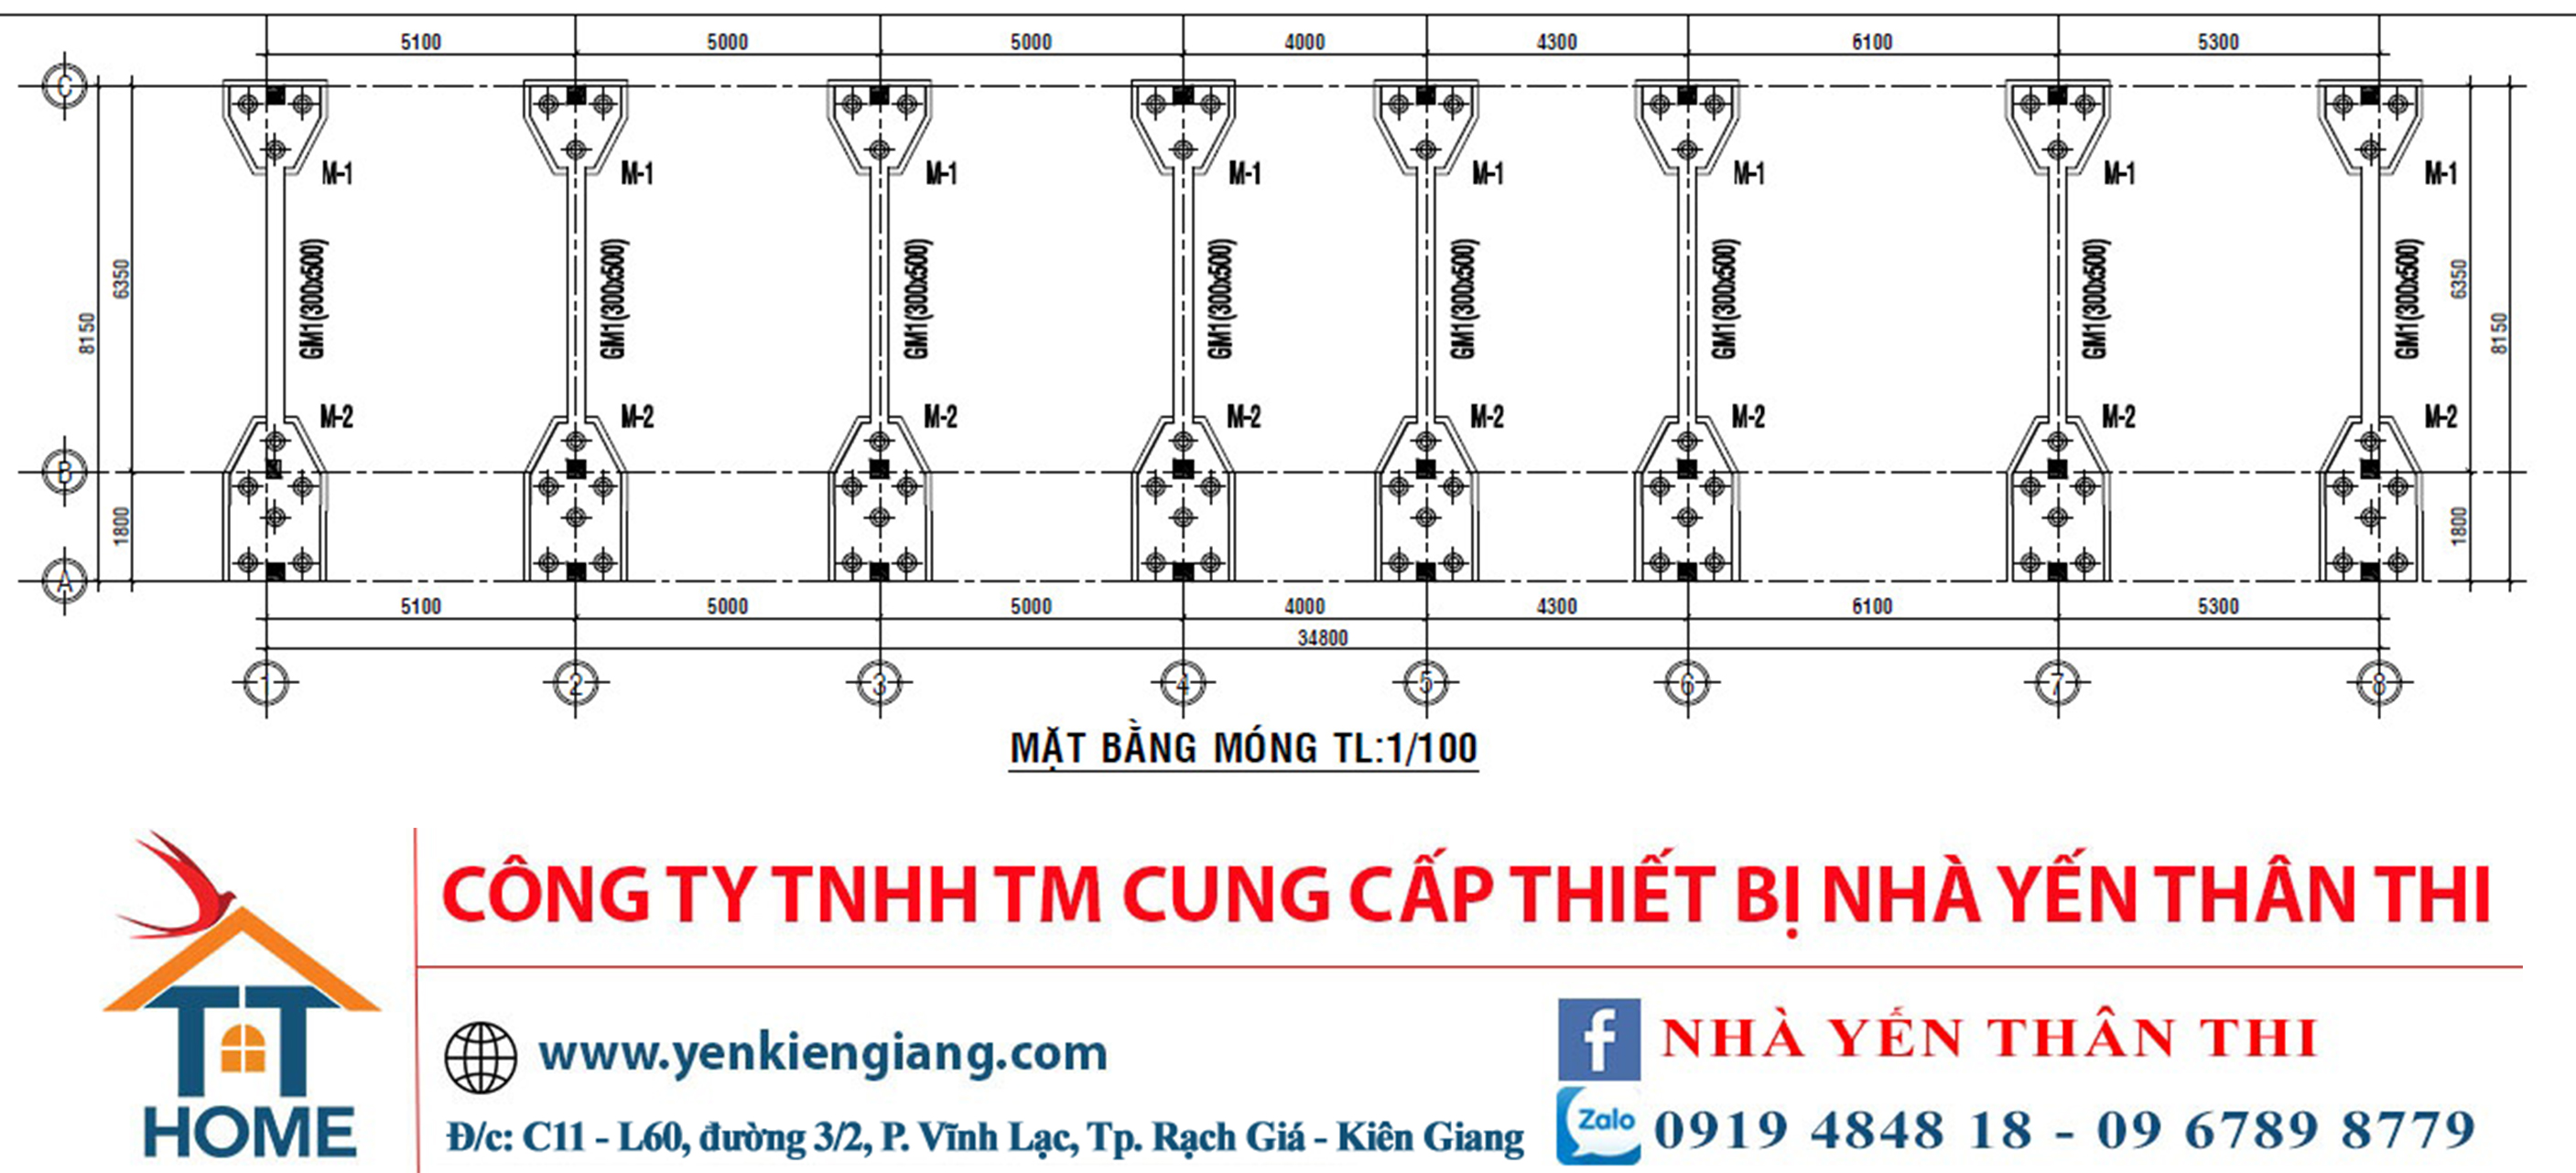 5100 5000 5000 4000 4300 6100 5300
C
M-1 M-1 M-1 M-1 M-1 M-1 M-1 M-1
8150 6350 GM1(300x500) GM1(300x500) GM1(300x500) GM1(300x500) GM1(300x500) GM1(300x500) GM1(300x500) GM1(300x500) 6350 8150
M-2 M-2 M-2 M-2 M-2 M-2 M-2 M-2
B
1800 1800
A
5100 5000 5000 4000 4300 6100 5300
34800
1 2 3 4 5 6 7 8
MẶT BẰNG MÓNG TL:1/100
CÔNG TY TNHH TM CUNG CẤP THIẾT BỊ NHÀ YẾN THÂN THI
TT
HOME
www.yenkiengiang.com
f NHÀ YẾN THÂN THI
Đ/c: C11 - L60, đường 3/2, P. Vĩnh Lạc, Tp. Rạch Giá - Kiên Giang
Zalo 0919 4848 18 - 09 6789 8779